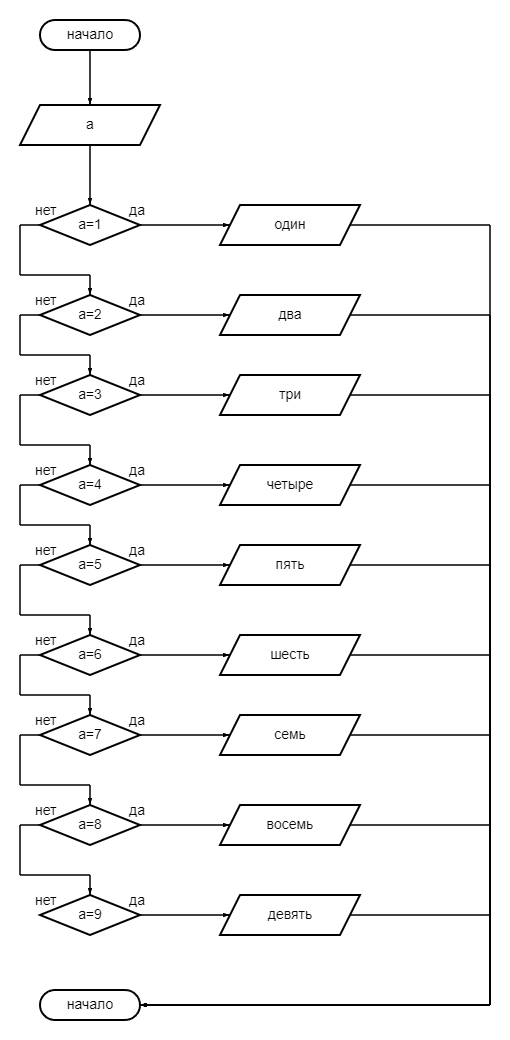 начало
a
нет да
a=1 один
нет да
a=2 два
нет да
a=3 три
нет да
a=4 четыре
нет да
a=5 пять
нет да
a=6 шесть
нет да
a=7 семь
нет да
a=8 восемь
нет да
a=9 девять
начало